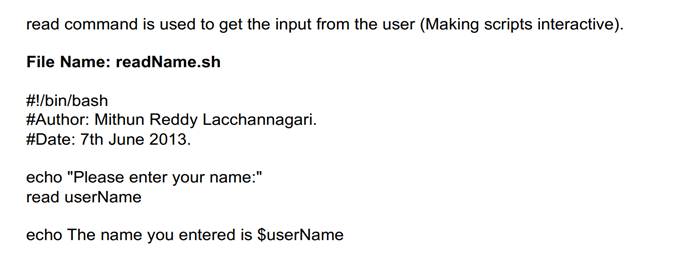 read command is used to get the input from the user (Making scripts interactive).
File Name: readName.sh
#!/bin/bash
#Author: Mithun Reddy Lacchannagari.
#Date: 7th June 2013.
echo "Please enter your name:"
read userName
echo The name you entered is $userName